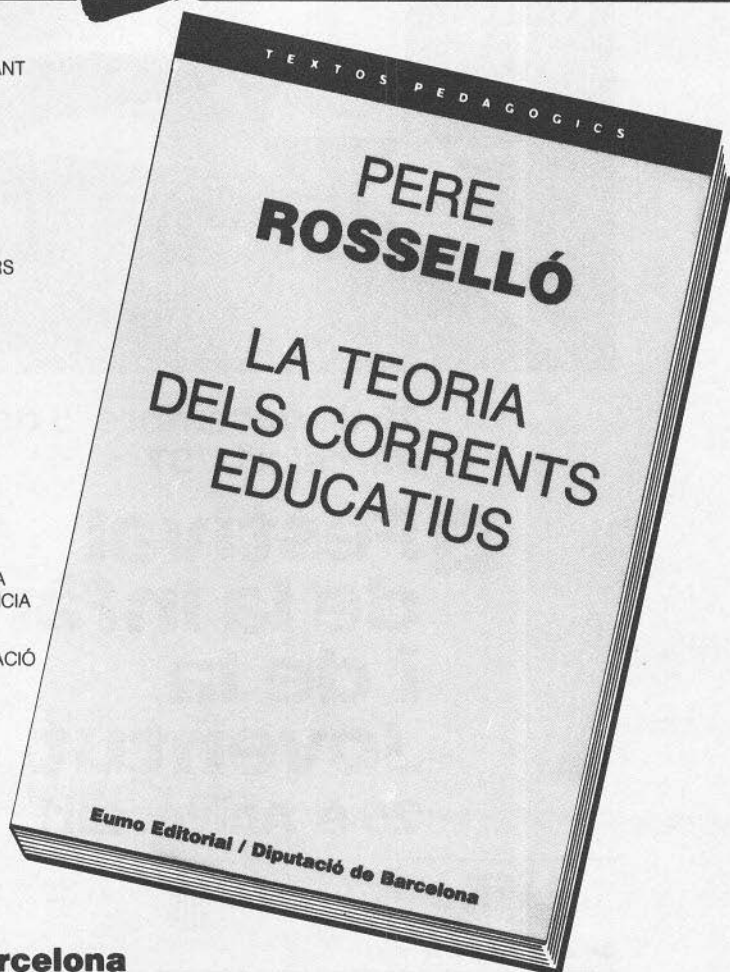 TEXTOS PEDAGOGICS
PERE
ROSSELLÓ
LA TEORIA
DELS CORRENTS
EDUCATIUS
Eumo Editorial / Diputació de Barcelona